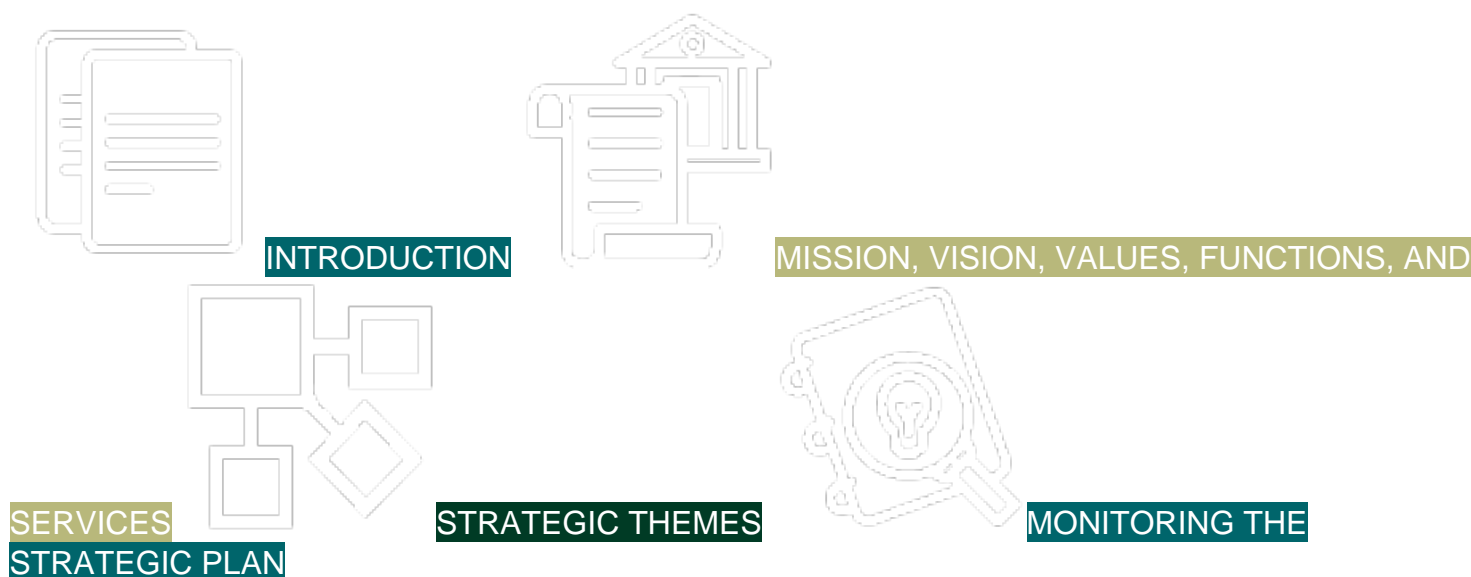 INTRODUCTION
MISSION, VISION, VALUES, FUNCTIONS, AND
SERVICES
STRATEGIC THEMES
MONITORING THE
STRATEGIC PLAN